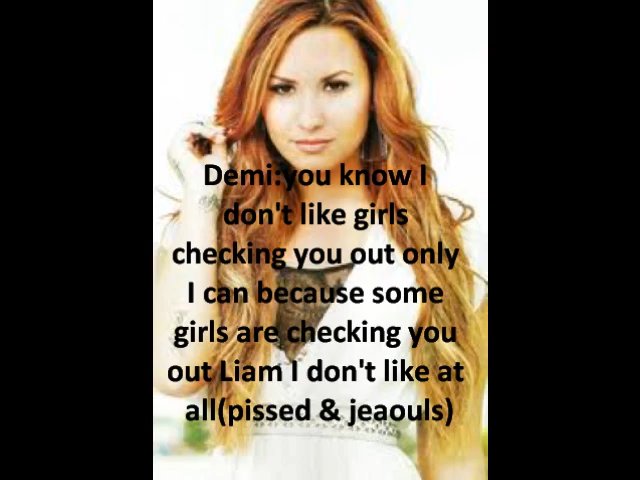 Demi:you know I
don't like girls
checking you out only
I can because some
girls are checking you
out Liam I don't like at
all(pissed & jeaouls)